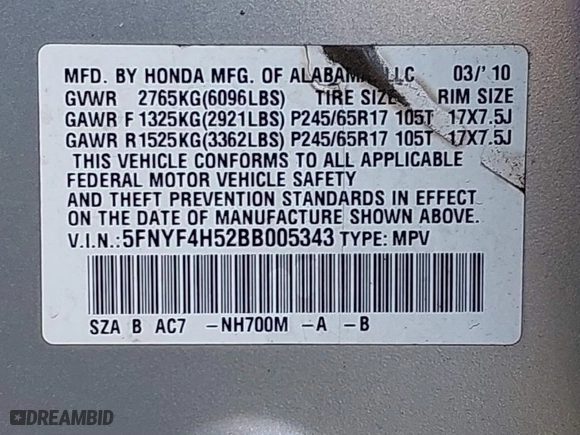 MFD. BY HONDA MFG. OF ALABAMA, LLC 03/'10
GVWR 2765KG(6096LBS) TIRE SIZE RIM SIZE
GAWR F 1325KG(2921LBS) P245/65R17 105T 17X7.5J
GAWR R 1525KG(3362LBS) P245/65R17 105T 17X7.5J
THIS VEHICLE CONFORMS TO ALL APPLICABLE
FEDERAL MOTOR VEHICLE SAFETY
AND THEFT PREVENTION STANDARDS IN EFFECT
ON THE DATE OF MANUFACTURE SHOWN ABOVE.
V.I.N.:5FNYF4H52BB005343 TYPE: MPV
SZA B AC7 -NH700M -A -B
DREAMBID